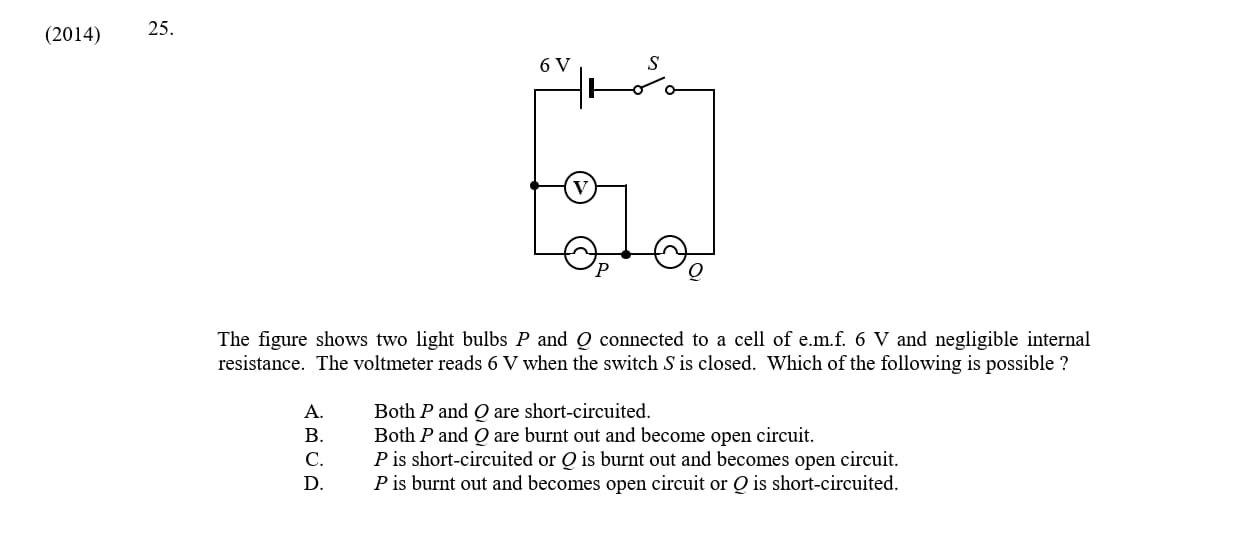 (2014) 25.
6 V S
V
P Q
The figure shows two light bulbs P and Q connected to a cell of e.m.f. 6 V and negligible internal
resistance. The voltmeter reads 6 V when the switch S is closed. Which of the following is possible ?
A. Both P and Q are short-circuited.
B. Both P and Q are burnt out and become open circuit.
C. P is short-circuited or Q is burnt out and becomes open circuit.
D. P is burnt out and becomes open circuit or Q is short-circuited.